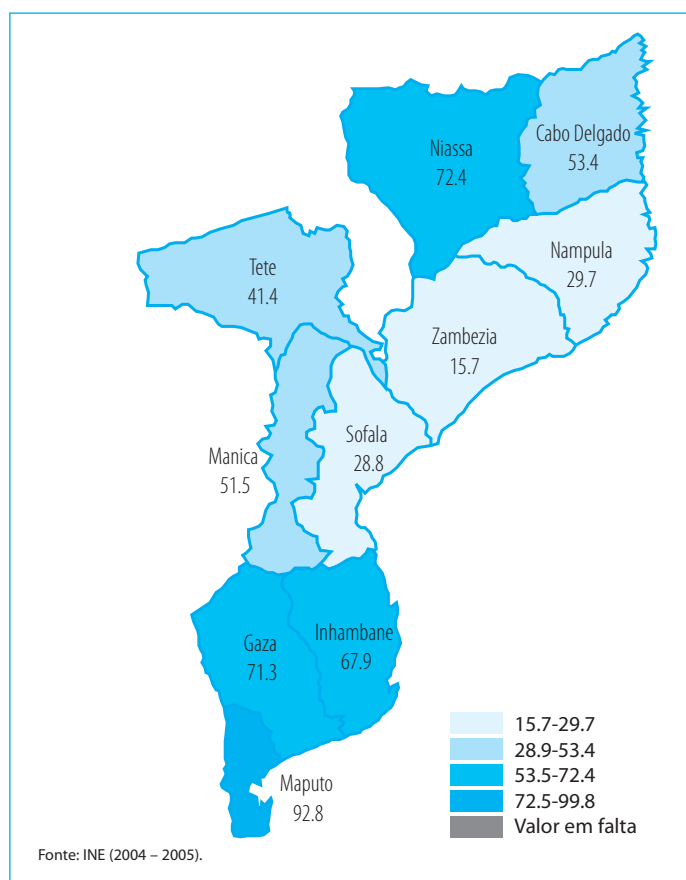 Cabo Delgado
53.4
Niassa
72.4
Nampula
29.7
Tete
41.4
Zambezia
15.7
Sofala
28.8
Manica
51.5
Inhambane
67.9
Gaza
71.3
Maputo
92.8
15.7-29.7
28.9-53.4
53.5-72.4
72.5-99.8
Valor em falta
Fonte: INE (2004 – 2005).